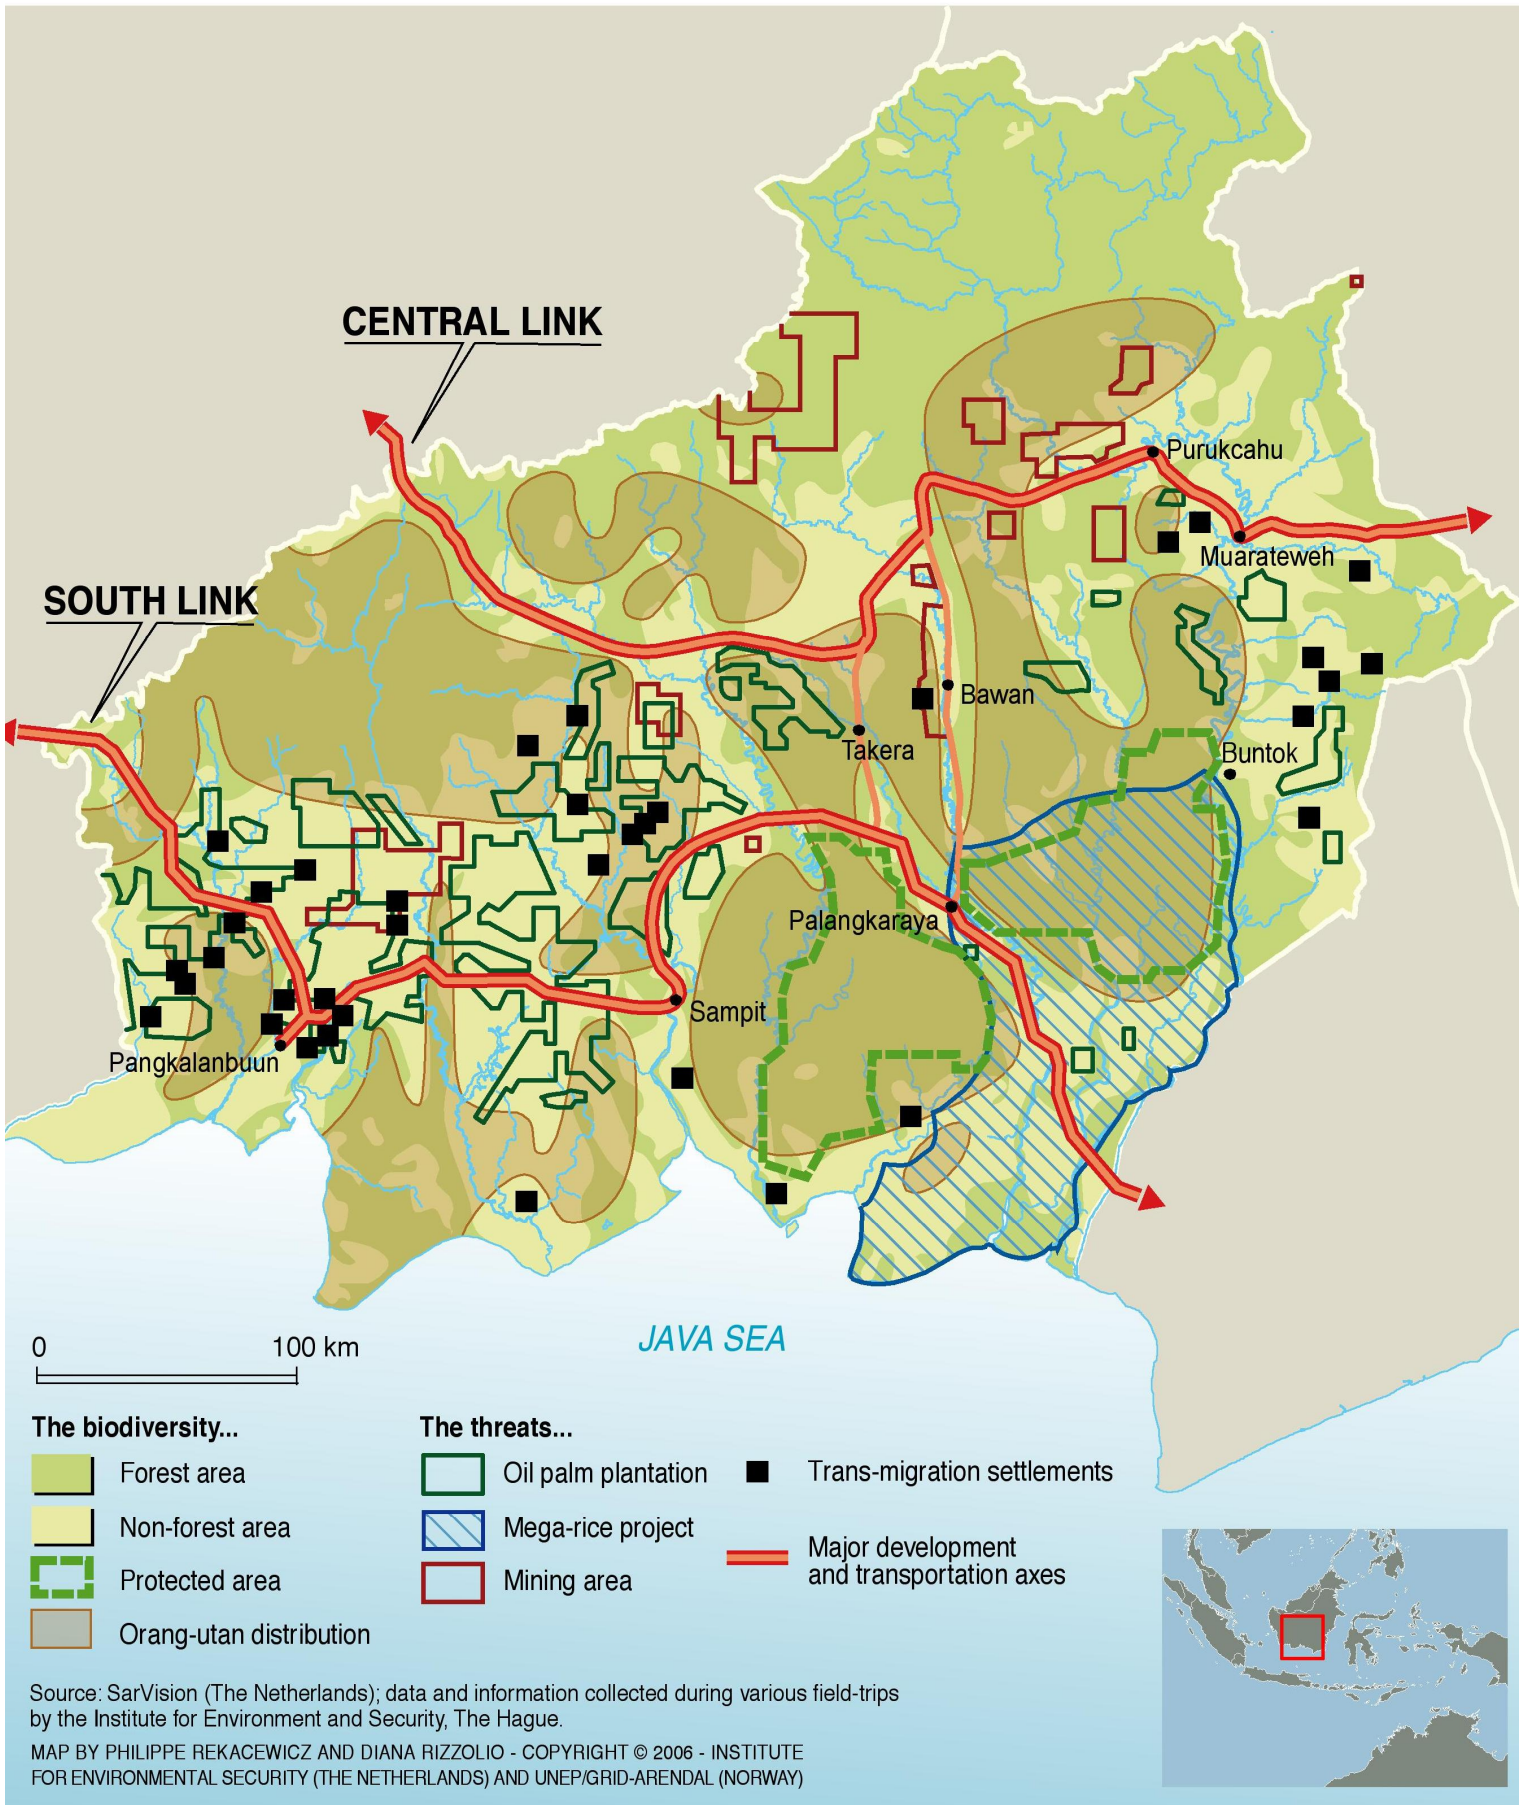 CENTRAL LINK
SOUTH LINK
Purukcahu
Muarateweh
Bawan
Takera
Buntok
Palangkaraya
Sampit
Pangkalanbuun
JAVA SEA
0 100 km
The biodiversity...
Forest area
Non-forest area
Protected area
Orang-utan distribution
The threats...
Oil palm plantation
Mega-rice project
Mining area
Trans-migration settlements
Major development
and transportation axes
Source: SarVision (The Netherlands); data and information collected during various field-trips
by the Institute for Environment and Security, The Hague.
MAP BY PHILIPPE REKACEWICZ AND DIANA RIZZOLIO - COPYRIGHT © 2006 - INSTITUTE
FOR ENVIRONMENTAL SECURITY (THE NETHERLANDS) AND UNEP/GRID-ARENDAL (NORWAY)